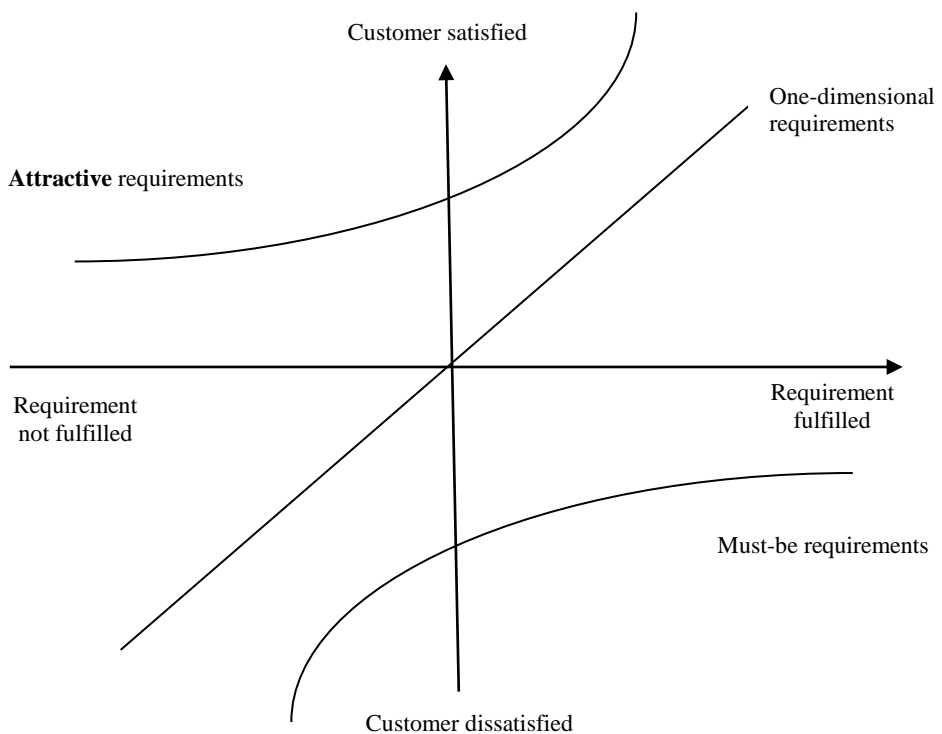 Customer satisfied
One-dimensional
requirements
Attractive requirements
Requirement
not fulfilled
Requirement
fulfilled
Must-be requirements
Customer dissatisfied